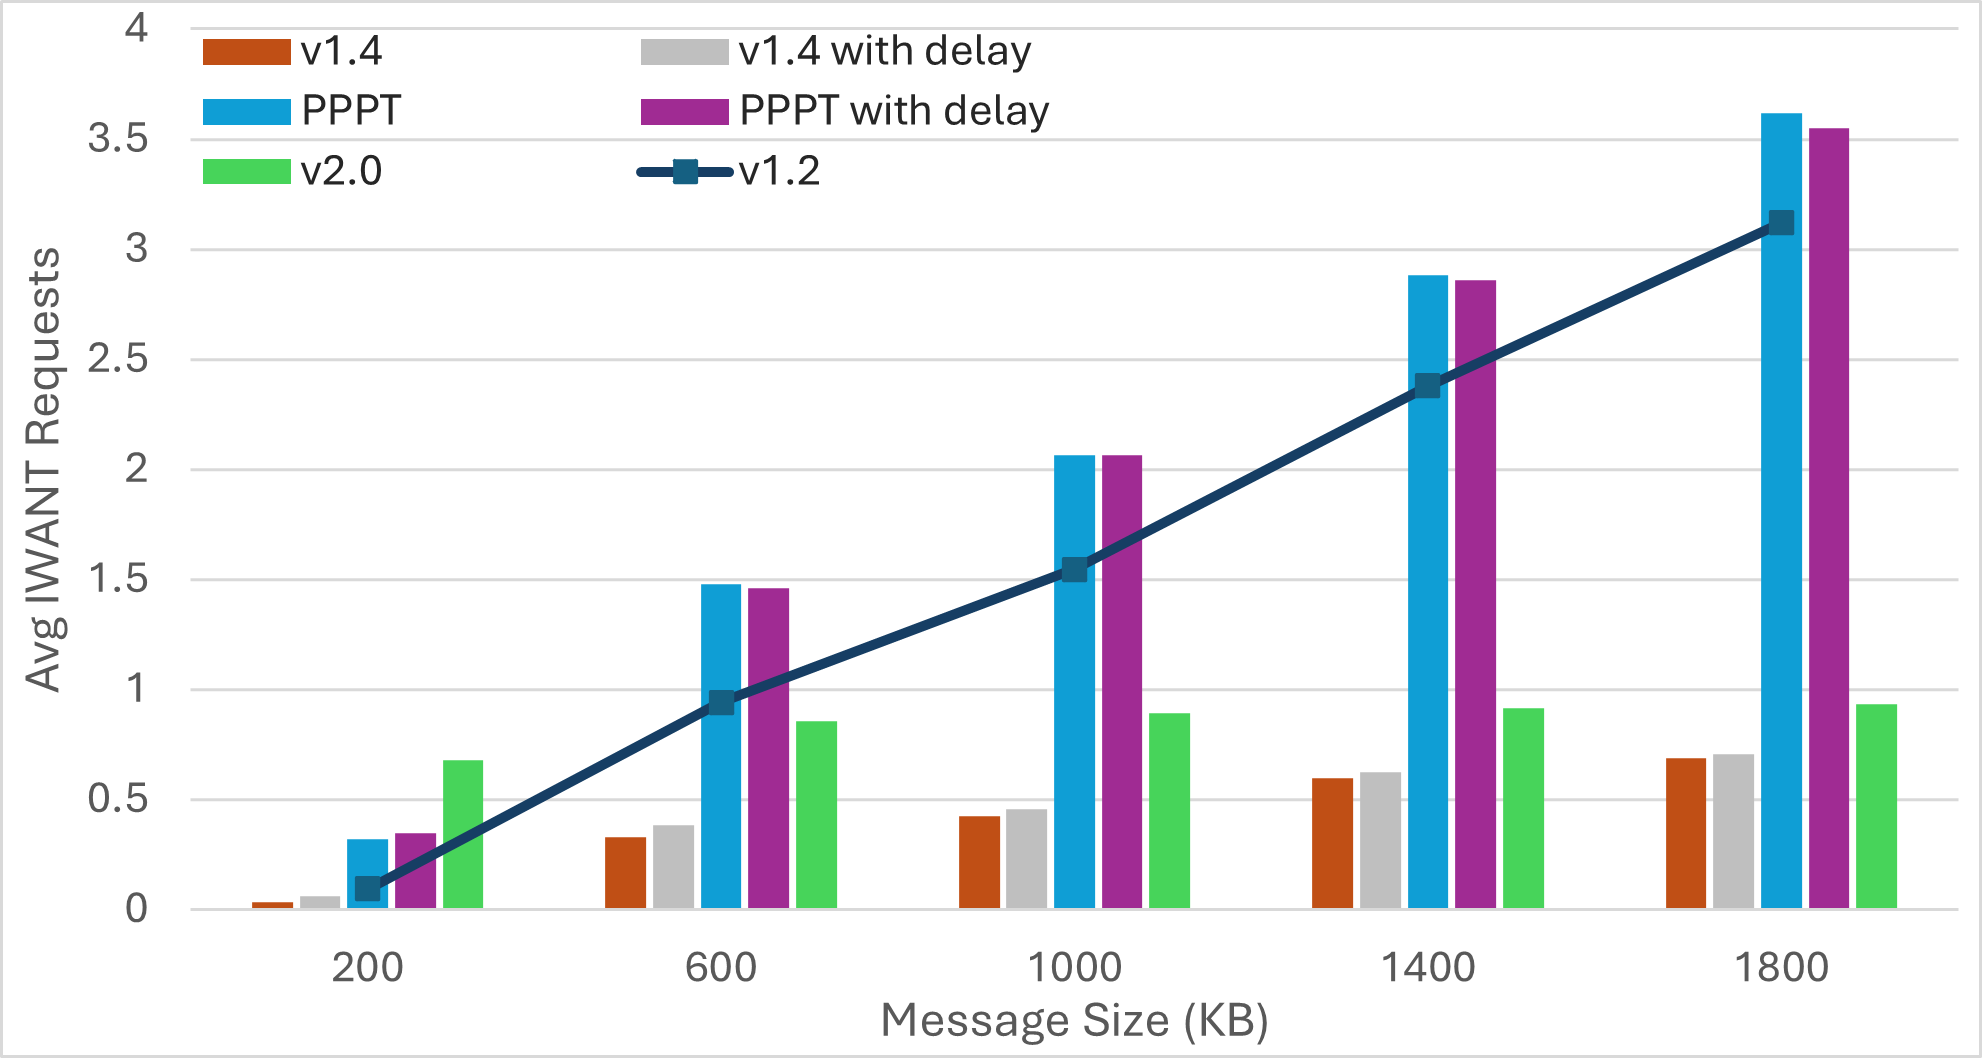 4
3.5
3
2.5
2
1.5
1
0.5
0
v1.4
v1.4 with delay
PPPT
PPPT with delay
v2.0
v1.2
Avg IWANT Requests
200 600 1000 1400 1800
Message Size (KB)